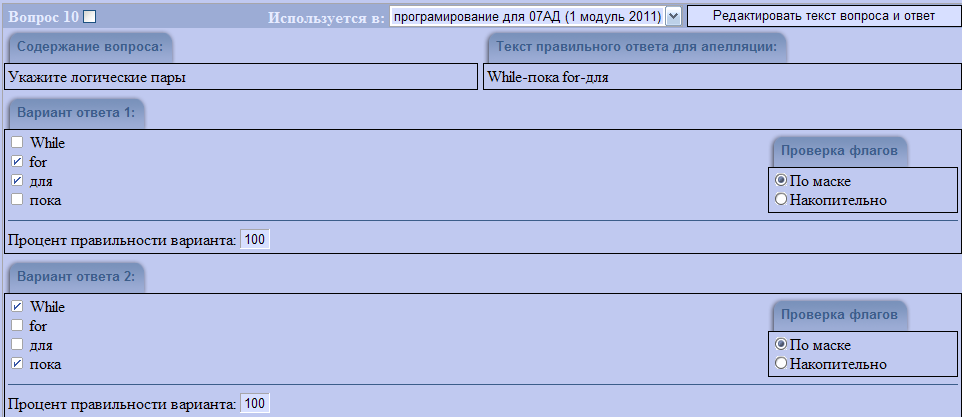 Вопрос 10 Используется в: програмирование для 07АД (1 модуль 2011) Редактировать текст вопроса и ответ
Содержание вопроса: Текст правильного ответа для апелляции:
Укажите логические пары While-пока for-для
Вариант ответа 1:
While
for
для
пока
Проверка флагов
По маске
Накопительно
Процент правильности варианта: 100
Вариант ответа 2:
While
for
для
пока
Проверка флагов
По маске
Накопительно
Процент правильности варианта: 100